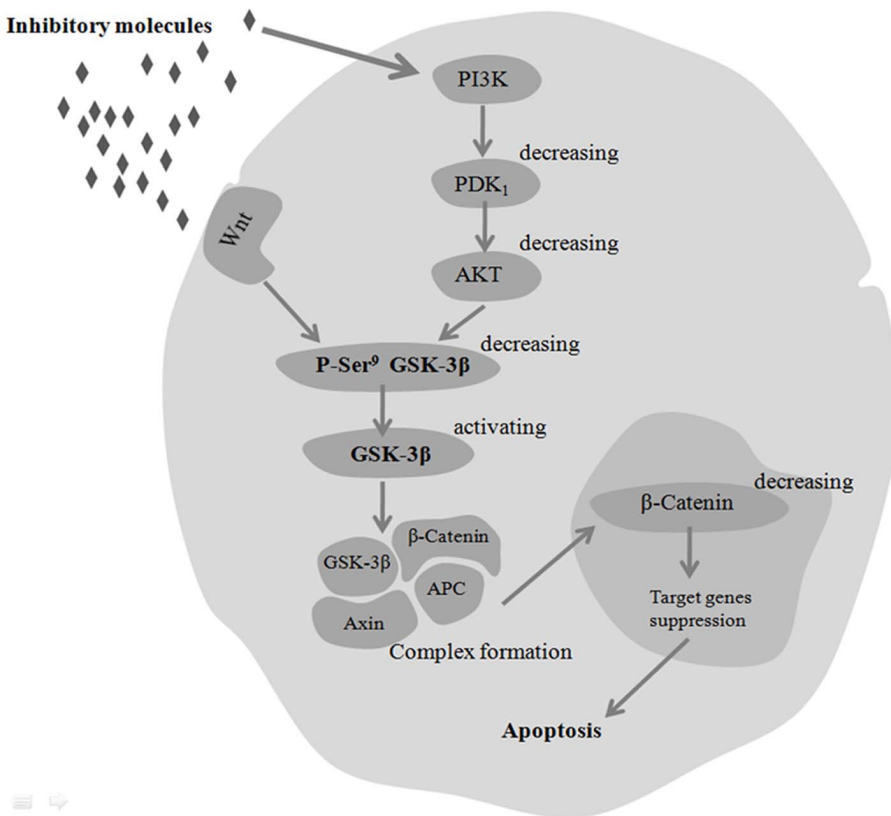 Inhibitory molecules
PI3K
decreasing
PDK₁
decreasing
AKT
Wnt
decreasing
P-Ser⁹ GSK-3β
activating
GSK-3β
decreasing
β-Catenin
β-Catenin
GSK-3β
APC
Axin
Complex formation
Target genes
suppression
Apoptosis